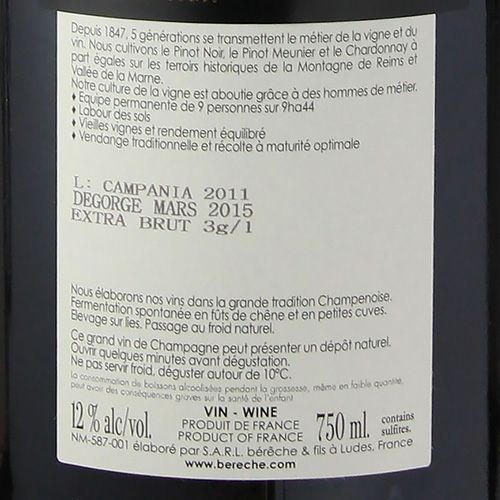 Depuis 1847, 5 générations se transmettent le métier de la vigne et du
vin. Nous cultivons le Pinot Noir, le Pinot Meunier et le Chardonnay à
part égales sur les terroirs historiques de la Montagne de Reims et
Vallée de la Marne.
Notre culture de la vigne est aboutie grâce à des hommes de métier.
♦ Equipe permanente de 9 personnes sur 9ha44
♦ Labour des sols
♦ Vieilles vignes et rendement équilibré
♦ Vendange traditionnelle et récolte à maturité optimale
L: CAMPANIA 2011
DEGORGE MARS 2015
EXTRA BRUT 3g/l
Nous élaborons nos vins dans la grande tradition Champenoise.
Fermentation spontanée en fûts de chêne et en petites cuves.
Elevage sur lies. Passage au froid naturel.
Ce grand vin de Champagne peut présenter un dépôt naturel.
Ouvrir quelques minutes avant dégustation.
Ne pas servir froid, déguster autour de 10°C.
la consommation de boissons alcoolisées pendant la grossesse, même en faible quantité,
peut avoir des conséquences graves sur la santé de l'enfant
12 % alc/vol.
VIN - WINE
PRODUIT DE FRANCE
PRODUCT OF FRANCE
750 ml.
contains
sulfites.
NM-587-001 élaboré par S.A.R.L. bérêche & fils à Ludes, France
www.bereche.com